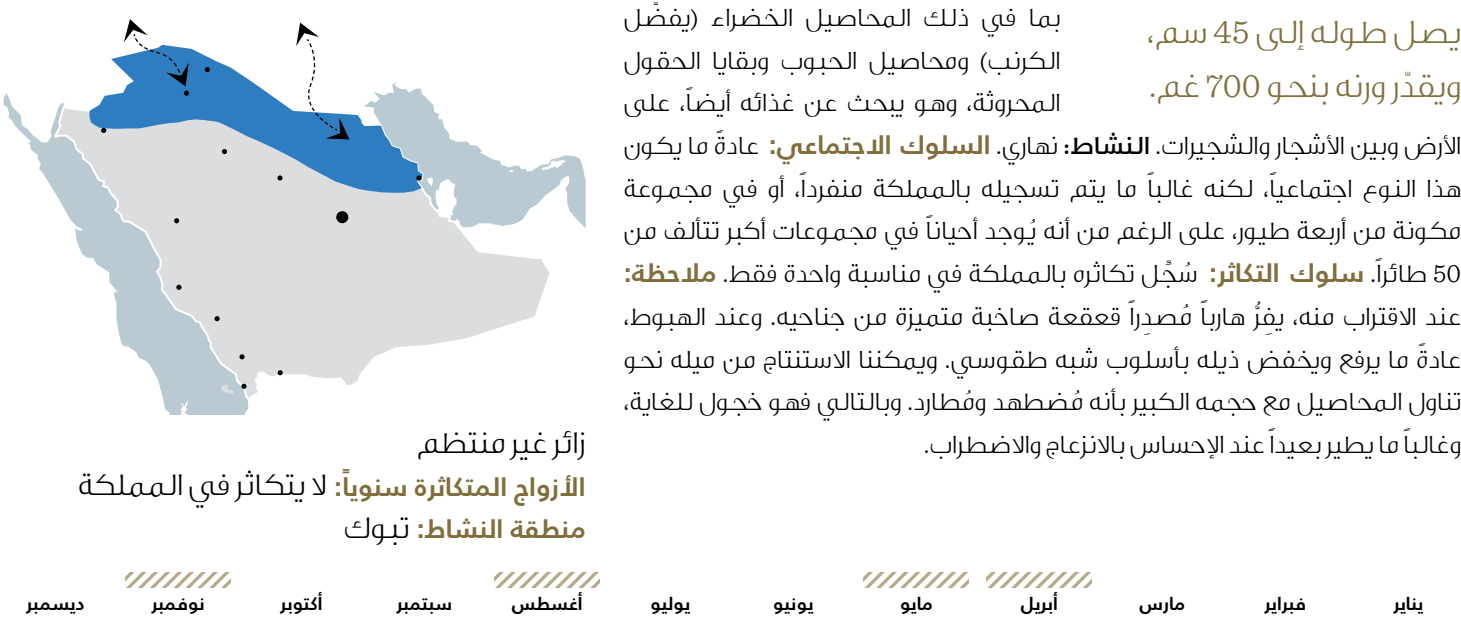 يصل طوله إلى 45 سم،
ويقدّر ورنه بنحو 700 غم.
بما في ذلك المحاصيل الخضراء (يفضّل
الكرنب) ومحاصيل الحبوب وبقايا الحقول
المحروثة، وهو يبحث عن غذائه أيضاً، على
الأرض وبين الأشجار والشجيرات. النشاط: نهاري. السلوك الاجتماعي: عادةً ما يكون
هذا النوع اجتماعياً، لكنه غالباً ما يتم تسجيله بالمملكة منفرداً، أو في مجموعة
مكونة من أربعة طيور، على الرغم من أنه يُوجد أحياناً في مجموعات أكبر تتألف من
50 طائراً. سلوك التكاثر: سُجِّل تكاثره بالمملكة في مناسبة واحدة فقط. ملاحظة:
عند الاقتراب منه، يفِرُّ هارباً مُصدِراً قعقعة صاخبة متميزة من جناحيه. وعند الهبوط،
عادةً ما يرفع ويخفض ذيله بأسلوب شبه طقوسي. ويمكننا الاستنتاج من ميله نحو
تناول المحاصيل مع حجمه الكبير بأنه مُضطهد ومُطارد. وبالتالي فهو خجول للغاية،
وغالباً ما يطير بعيداً عند الإحساس بالانزعاج والاضطراب.
زائر غير منتظم
الأزواج المتكاثرة سنوياً: لا يتكاثر في المملكة
منطقة النشاط: تبوك
يناير فبراير مارس أبريل مايو يونيو يوليو أغسطس سبتمبر أكتوبر نوفمبر ديسمبر